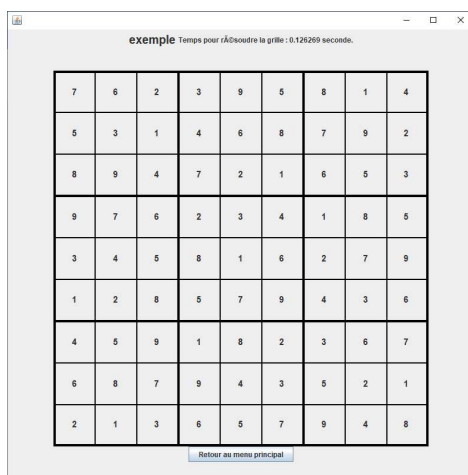 exemple Temps pour rÃ©soudre la grille : 0.126269 seconde.
7 6 2 3 9 5 8 1 4
5 3 1 4 6 8 7 9 2
8 9 4 7 2 1 6 5 3
9 7 6 2 3 4 1 8 5
3 4 5 8 1 6 2 7 9
1 2 8 5 7 9 4 3 6
4 5 9 1 8 2 3 6 7
6 8 7 9 4 3 5 2 1
2 1 3 6 5 7 9 4 8
Retour au menu principal